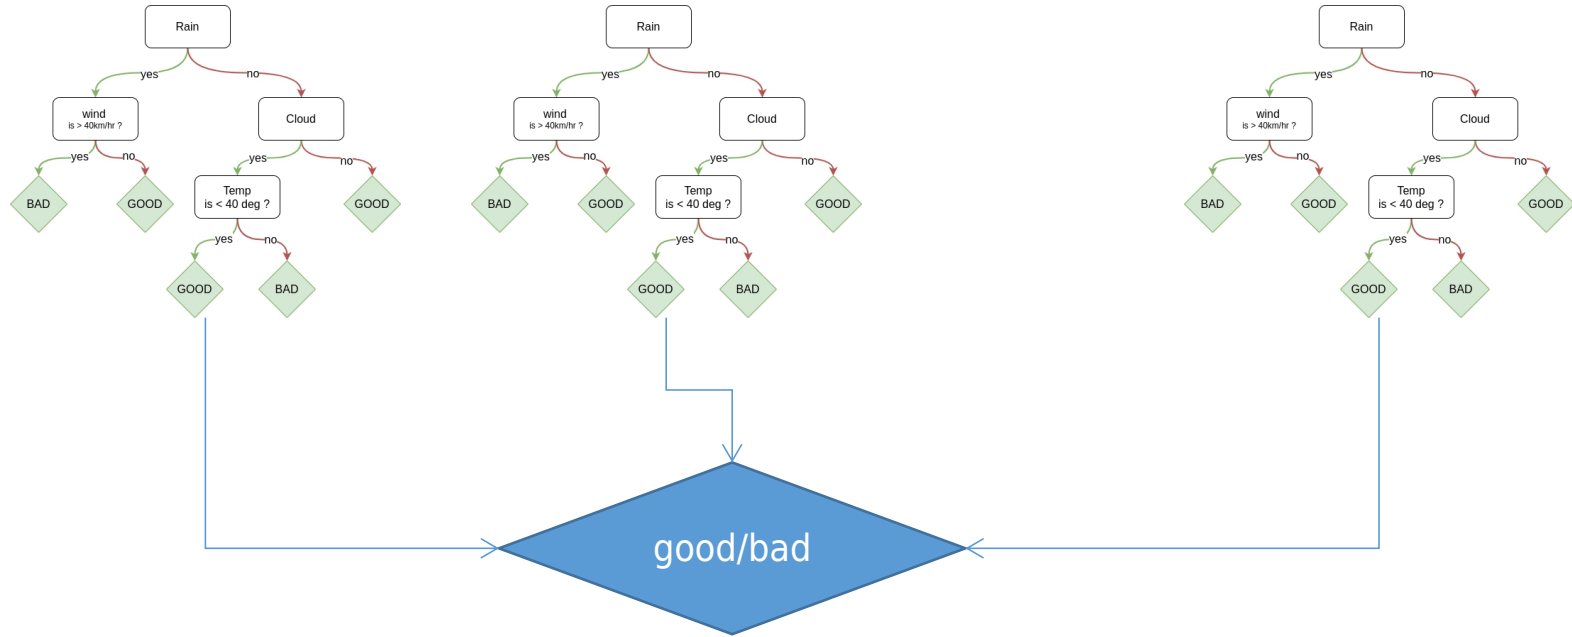 Rain
yes
no
wind
is > 40km/hr ?
Cloud
yes
no
yes
no
BAD
GOOD
Temp
is < 40 deg ?
GOOD
yes
no
GOOD
BAD
Rain
yes
no
wind
is > 40km/hr ?
Cloud
yes
no
yes
no
BAD
GOOD
Temp
is < 40 deg ?
GOOD
yes
no
GOOD
BAD
Rain
yes
no
wind
is > 40km/hr ?
Cloud
yes
no
yes
no
BAD
GOOD
Temp
is < 40 deg ?
GOOD
yes
no
GOOD
BAD
good/bad